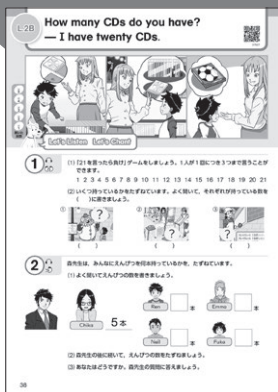 L.2B
How many CDs do you have?
— I have twenty CDs.
Let's Listen Let's Chant
1
(1)「21を言ったら負け」ゲームをしましょう。1人が1回につき3つまで言うことが
できます。
1 2 3 4 5 6 7 8 9 10 11 12 13 14 15 16 17 18 19 20 21
(2) いくつ持っているかをたずねています。よく聞いて、それぞれが持っている数を
( )に書きましょう。
① ② ③
? ? ?
( ) ( ) ( )
2
森先生は、みんなにえんぴつを何本持っているかを、たずねています。
(1) よく聞いてえんぴつの数を書きましょう。
Chika 5本
Ren 本 Emma 本
Neil 本 Yuka 本
(2) 森先生の後に続いて、えんぴつの数をたずねましょう。
(3) あなたはどうですか。森先生の質問に答えましょう。
38